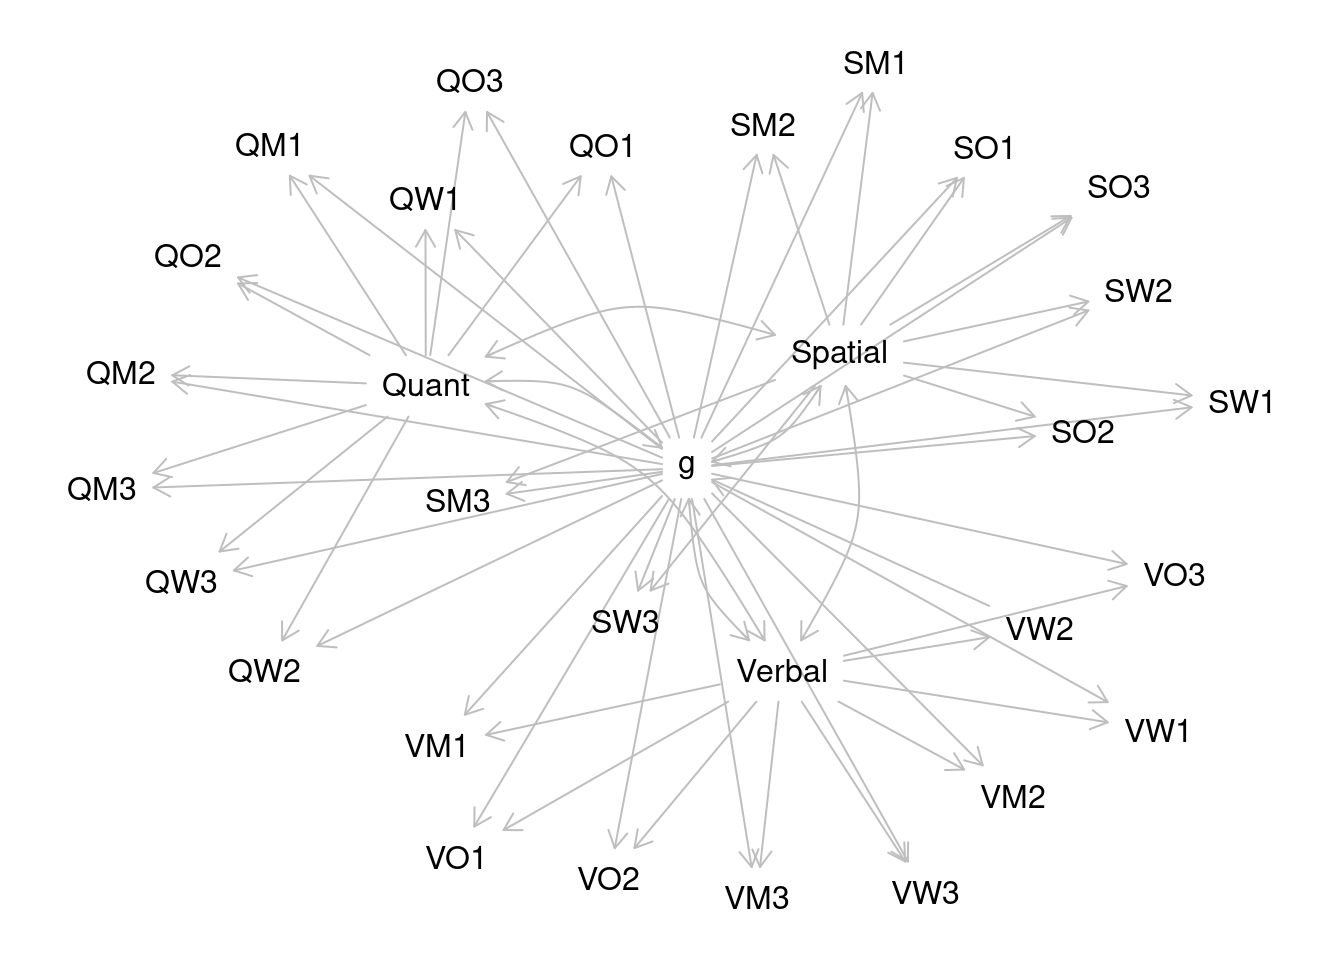 SM1
QO3
SM2
QM1
QO1
SO1
SO3
QW1
QO2
SW2
Spatial
QM2
Quant
SW1
SO2
g
QM3
SM3
VO3
QW3
SW3
VW2
QW2
Verbal
VW1
VM1
VM2
VO1
VO2
VW3
VM3